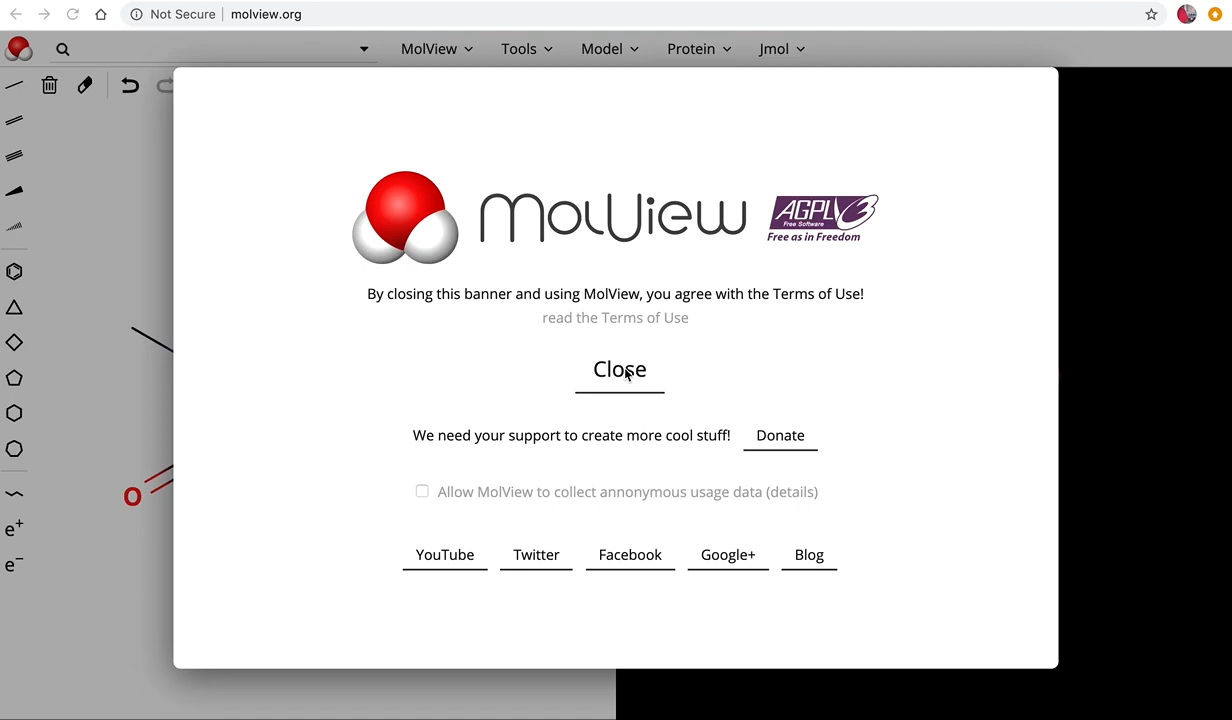 Not Secure
molview.org
MolView
Tools
Model
Protein
Jmol
MolView
AGPLv3
Free Software
Free as in Freedom
By closing this banner and using MolView, you agree with the Terms of Use!
read the Terms of Use
Close
We need your support to create more cool stuff!
Donate
Allow MolView to collect annonymous usage data (details)
YouTube
Twitter
Facebook
Google+
Blog
O
e+
e−